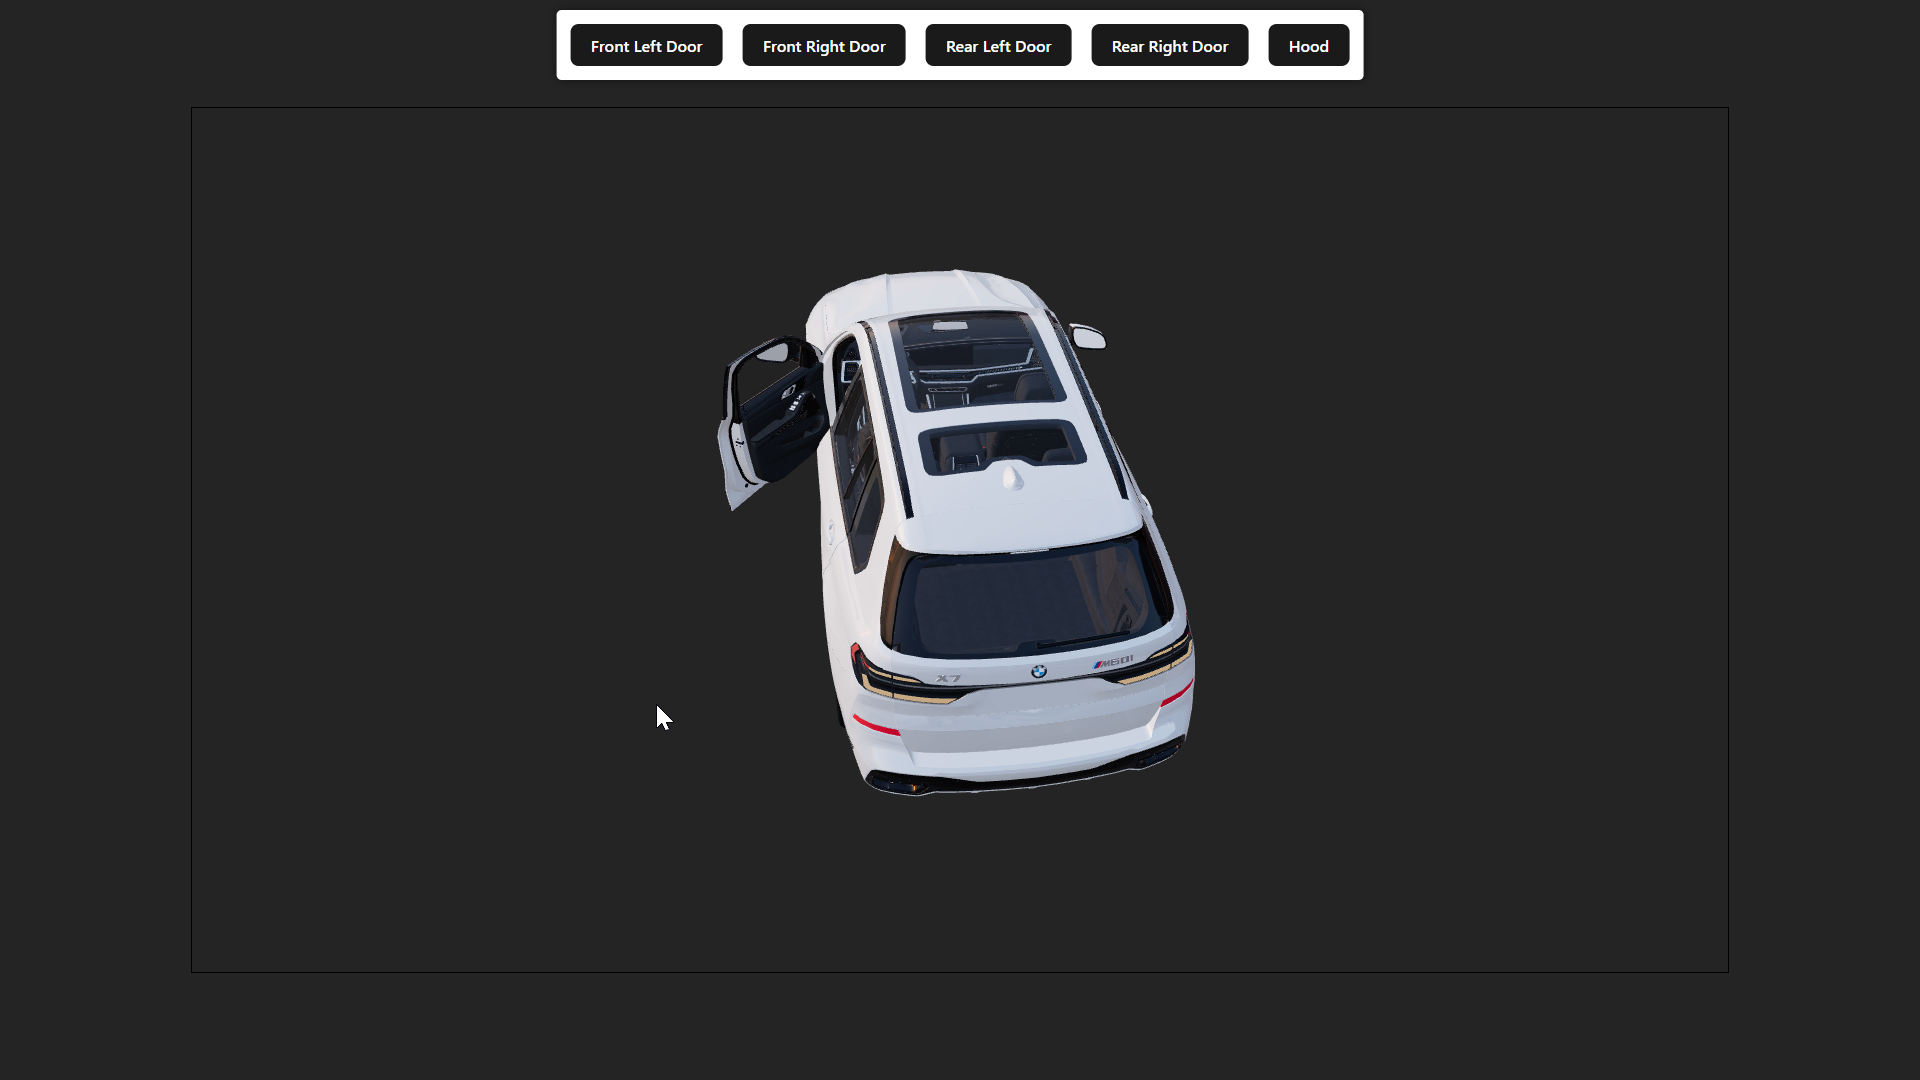 Front Left Door
Front Right Door
Rear Left Door
Rear Right Door
Hood
X7
M60i